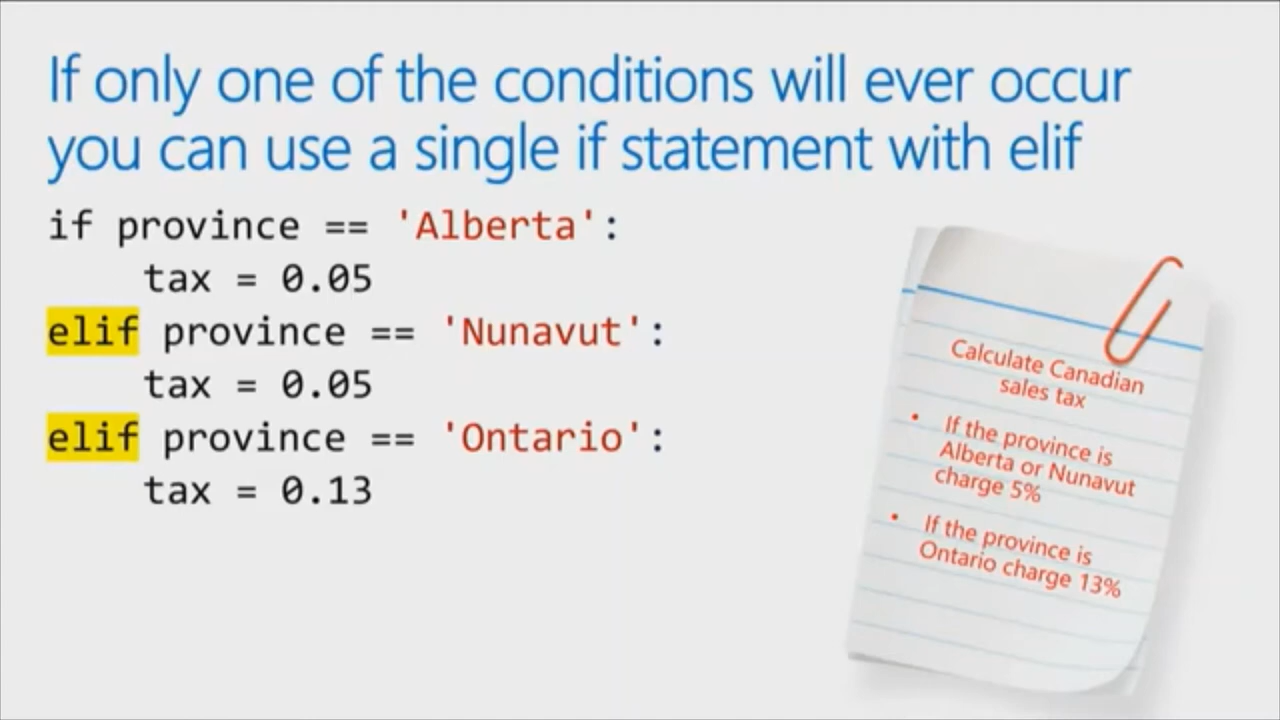 If only one of the conditions will ever occur
you can use a single if statement with elif
if province == 'Alberta':
    tax = 0.05
elif province == 'Nunavut':
    tax = 0.05
elif province == 'Ontario':
    tax = 0.13
Calculate Canadian
sales tax
• If the province is
Alberta or Nunavut
charge 5%
• If the province is
Ontario charge 13%